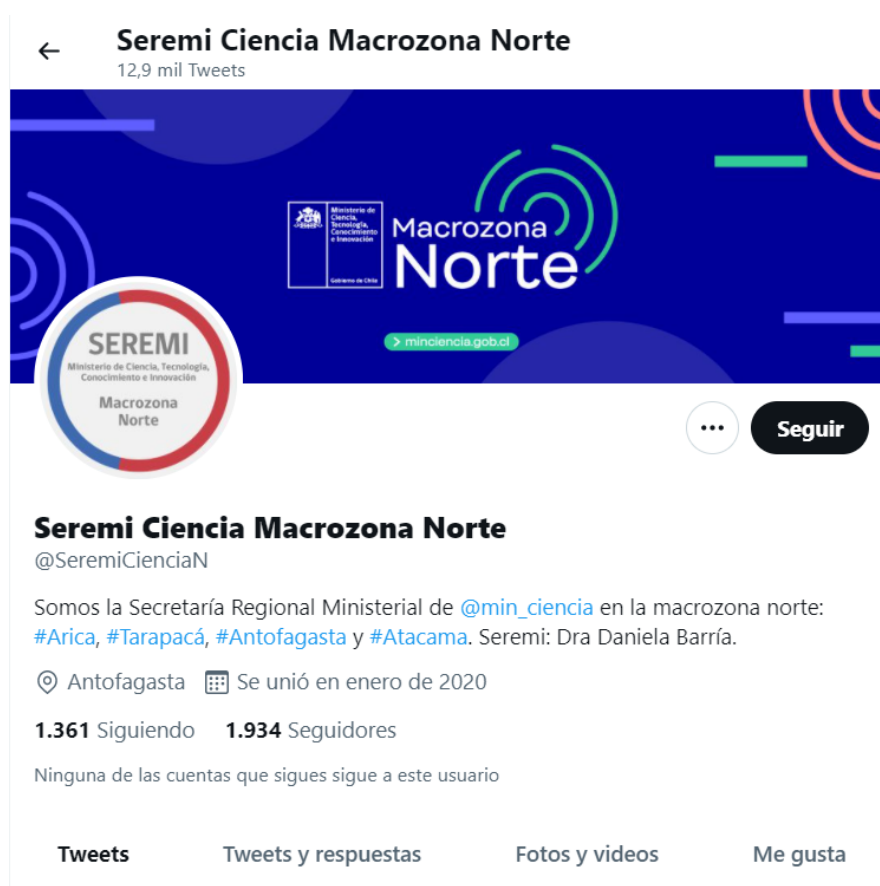 Seremi Ciencia Macrozona Norte
12,9 mil Tweets
Ministerio de
Ciencia,
Tecnología,
Conocimiento
e Innovación
Gobierno de Chile
Macrozona
Norte
> minciencia.gob.cl
SEREMI
Ministerio de Ciencia, Tecnología,
Conocimiento e Innovación
Macrozona
Norte
Seguir
Seremi Ciencia Macrozona Norte
@SeremiCienciaN
Somos la Secretaría Regional Ministerial de @min_ciencia en la macrozona norte:
#Arica, #Tarapacá, #Antofagasta y #Atacama. Seremi: Dra Daniela Barría.
Antofagasta Se unió en enero de 2020
1.361 Siguiendo 1.934 Seguidores
Ninguna de las cuentas que sigues sigue a este usuario
Tweets Tweets y respuestas Fotos y videos Me gusta